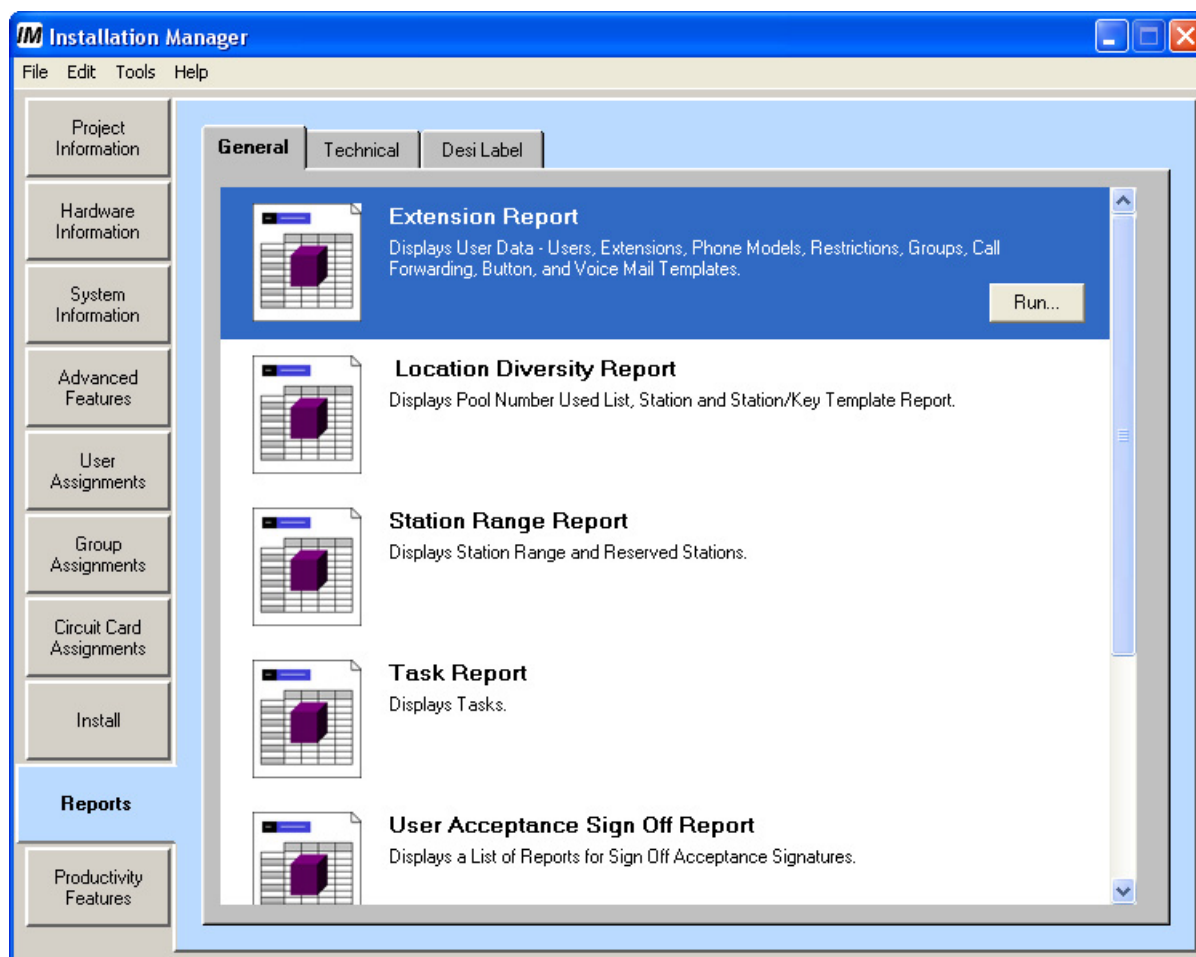 IM Installation Manager
File Edit Tools Help
Project
Information
Hardware
Information
System
Information
Advanced
Features
User
Assignments
Group
Assignments
Circuit Card
Assignments
Install
Reports
Productivity
Features
General Technical Desi Label
Extension Report
Displays User Data - Users, Extensions, Phone Models, Restrictions, Groups, Call
Forwarding, Button, and Voice Mail Templates.
Run...
Location Diversity Report
Displays Pool Number Used List, Station and Station/Key Template Report.
Station Range Report
Displays Station Range and Reserved Stations.
Task Report
Displays Tasks.
User Acceptance Sign Off Report
Displays a List of Reports for Sign Off Acceptance Signatures.